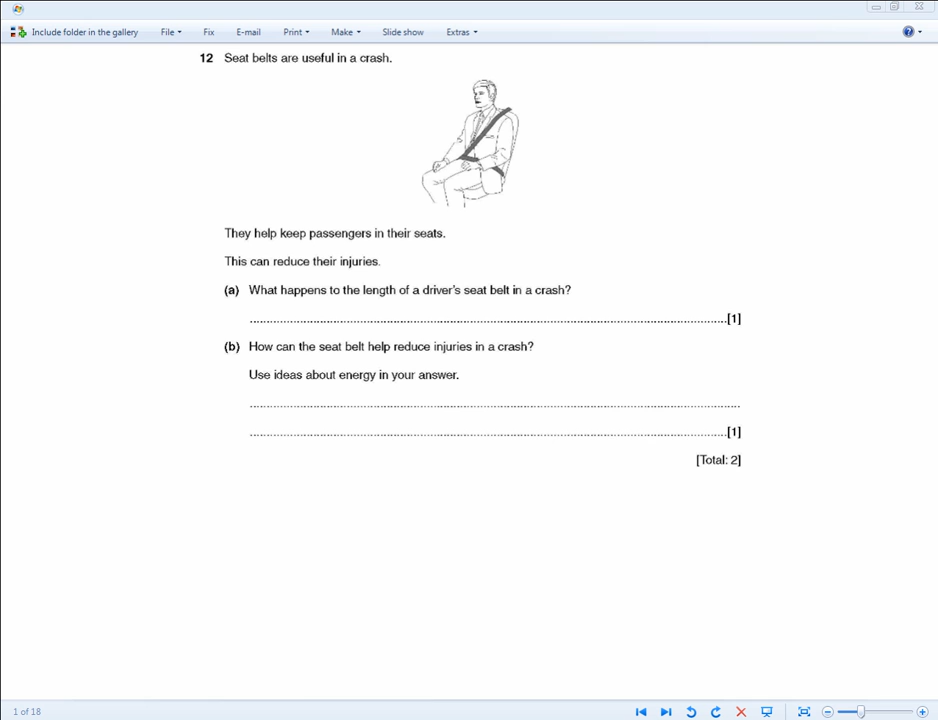 Include folder in the gallery File Fix E-mail Print Make Slide show Extras
12 Seat belts are useful in a crash.
They help keep passengers in their seats.
This can reduce their injuries.
(a) What happens to the length of a driver's seat belt in a crash?
[1]
(b) How can the seat belt help reduce injuries in a crash?
Use ideas about energy in your answer.
[1]
[Total: 2]
1 of 18